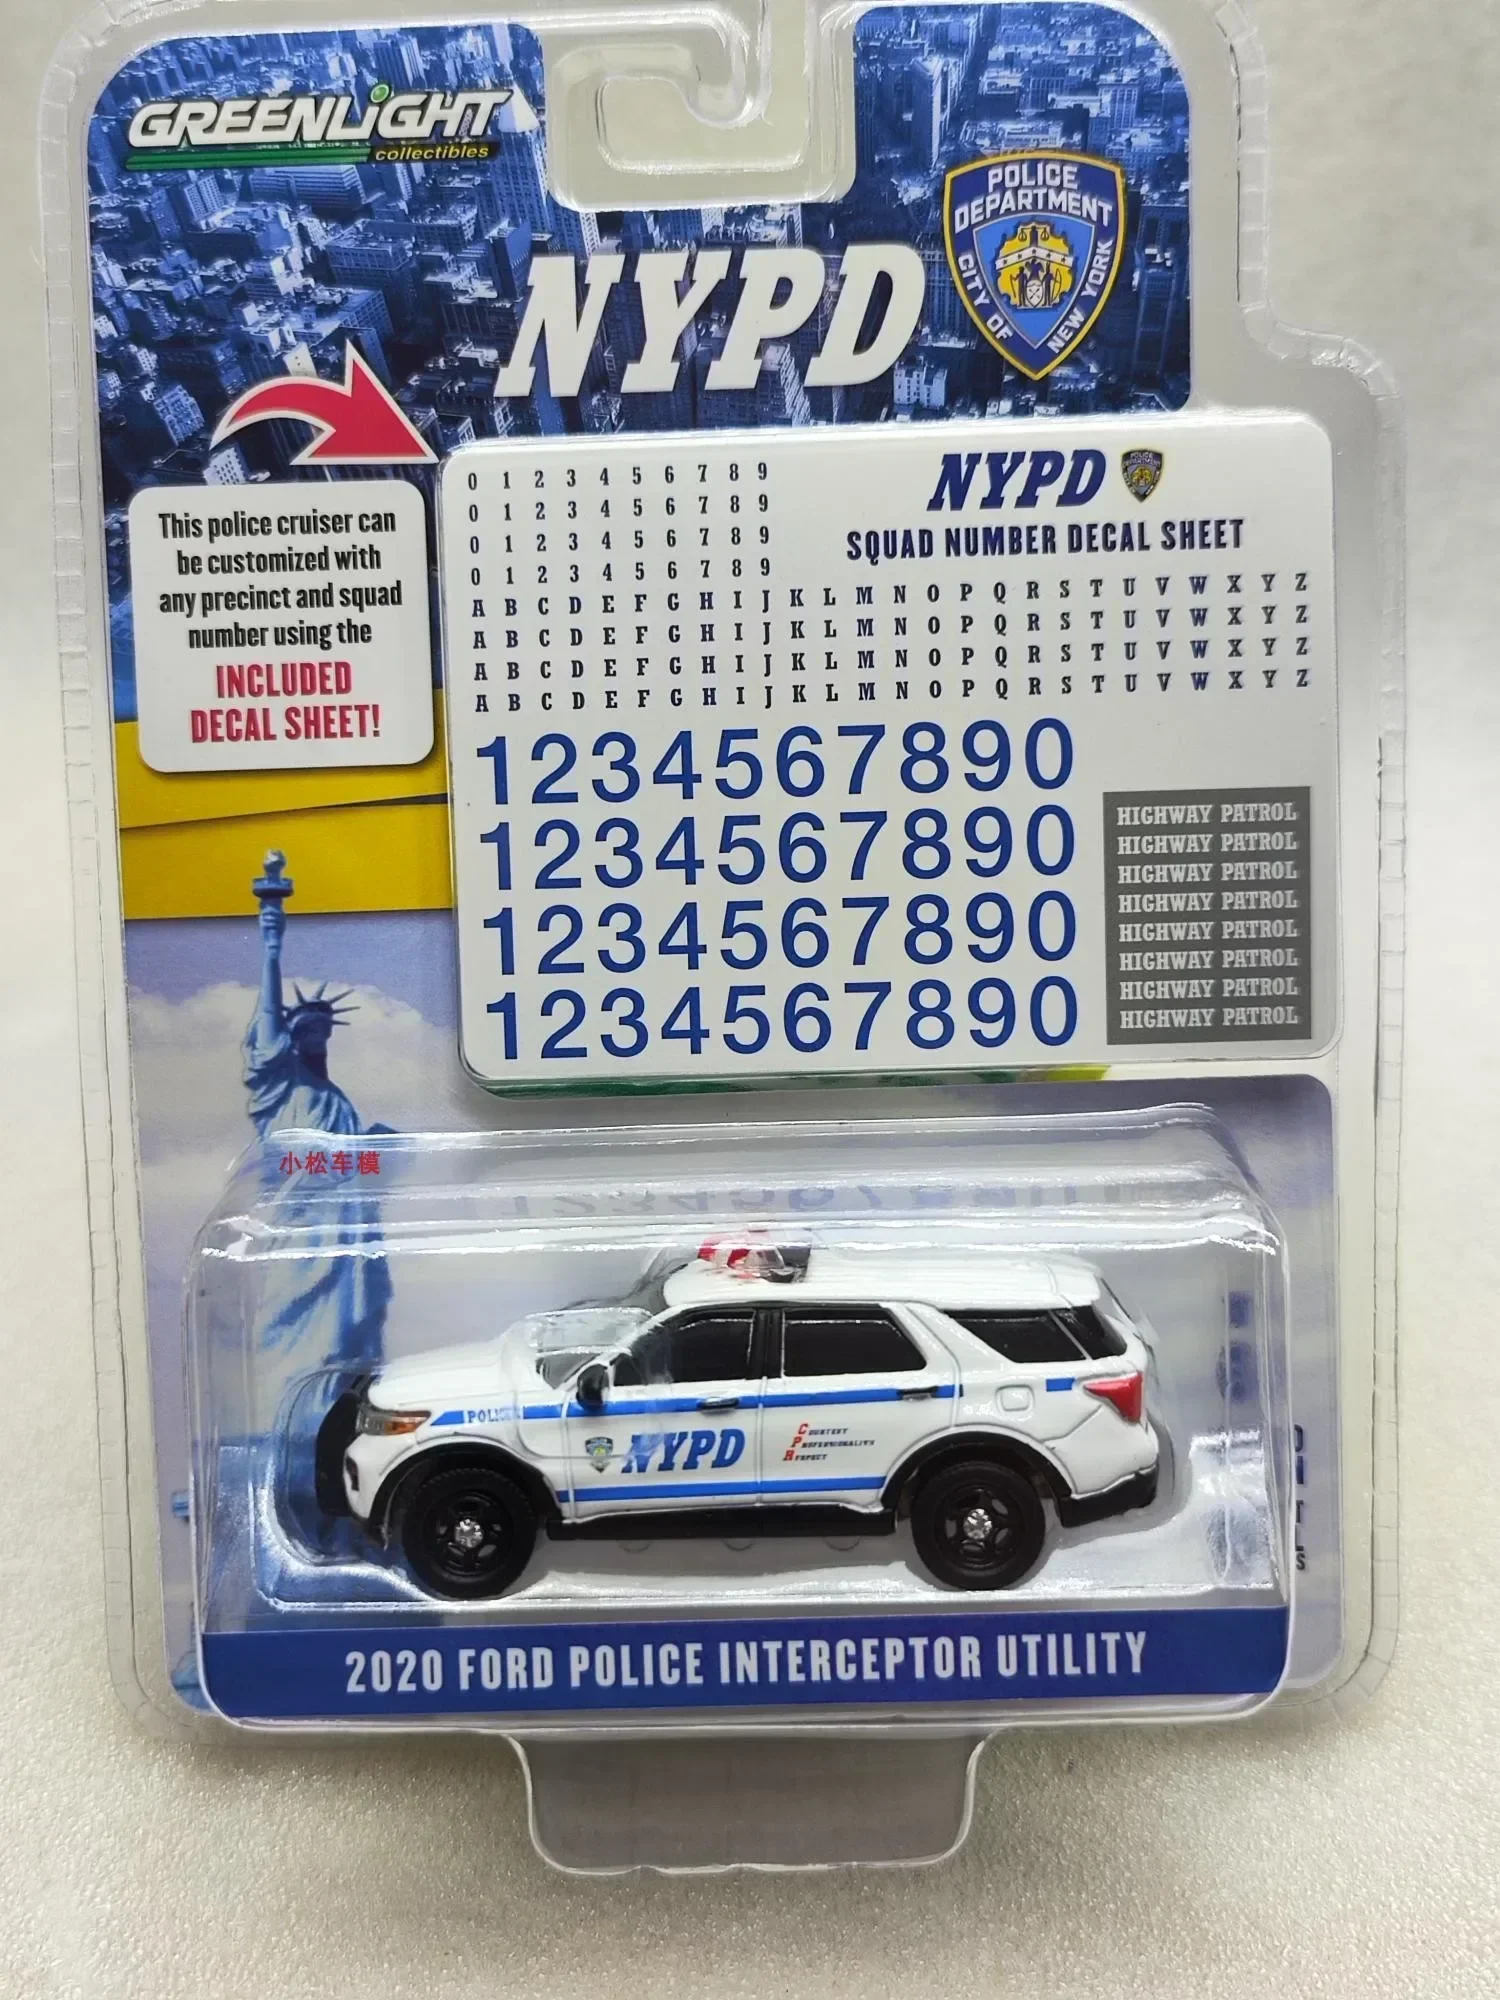 GREENLiGHT
collectibles
NYPD
POLICE
DEPARTMENT
CITY OF
NEW YORK
This police cruiser can
be customized with
any precinct and squad
number using the
INCLUDED
DECAL SHEET!
NYPD
SQUAD NUMBER DECAL SHEET
0 1 2 3 4 5 6 7 8 9
0 1 2 3 4 5 6 7 8 9
0 1 2 3 4 5 6 7 8 9
0 1 2 3 4 5 6 7 8 9
A B C D E F G H I J K L M N O P Q R S T U V W X Y Z
A B C D E F G H I J K L M N O P Q R S T U V W X Y Z
A B C D E F G H I J K L M N O P Q R S T U V W X Y Z
A B C D E F G H I J K L M N O P Q R S T U V W X Y Z
1234567890
1234567890
1234567890
1234567890
HIGHWAY PATROL
HIGHWAY PATROL
HIGHWAY PATROL
HIGHWAY PATROL
HIGHWAY PATROL
HIGHWAY PATROL
HIGHWAY PATROL
HIGHWAY PATROL
小松车模
POLICE
NYPD
COURTESY
PROFESSIONALISM
RESPECT
2020 FORD POLICE INTERCEPTOR UTILITY